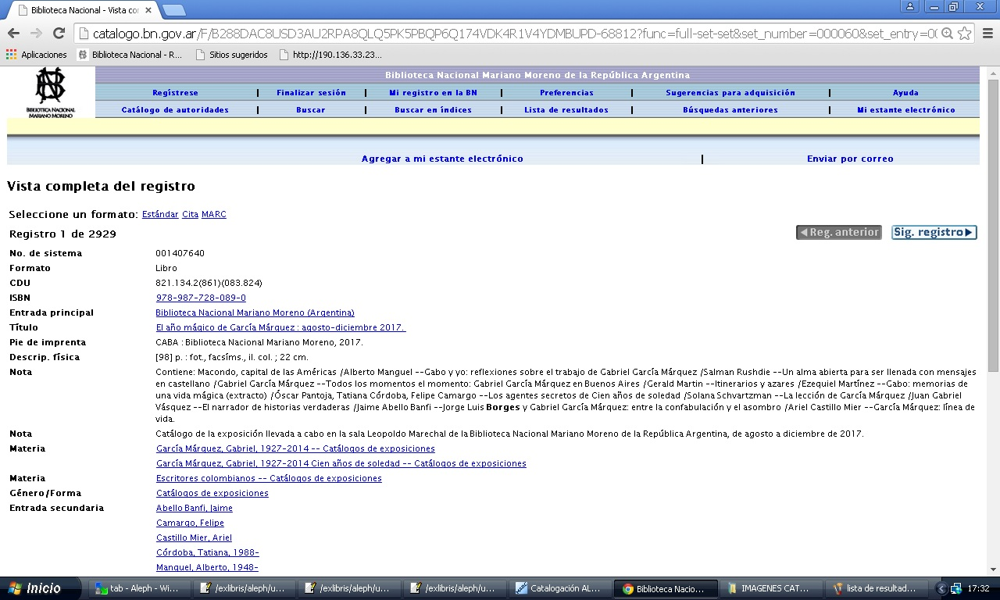 Biblioteca Nacional - Vista cor
catalogo.bn.gov.ar/F/B288DAC8USD3AU2RPA8QLQ5PK5PBQP6Q174VDK4R1V4YDMBUPD-68812?func=full-set-set&set_number=000060&set_entry=00
Aplicaciones Biblioteca Nacional - R... Sitios sugeridos http://190.136.33.23...
BIBLIOTECA NACIONAL
MARIANO MORENO
Biblioteca Nacional Mariano Moreno de la República Argentina
Regístrese | Finalizar sesión | Mi registro en la BN | Preferencias | Sugerencias para adquisición | Ayuda
Catálogo de autoridades | Buscar | Buscar en índices | Lista de resultados | Búsquedas anteriores | Mi estante electrónico
Agregar a mi estante electrónico | Enviar por correo
Vista completa del registro
Seleccione un formato: Estándar Cita MARC
Registro 1 de 2929 Reg. anterior Sig. registro
No. de sistema 001407640
Formato Libro
CDU 821.134.2(861)(083.824)
ISBN 978-987-728-089-0
Entrada principal Biblioteca Nacional Mariano Moreno (Argentina)
Título El año mágico de García Márquez : agosto-diciembre 2017.
Pie de imprenta CABA : Biblioteca Nacional Mariano Moreno, 2017.
Descrip. física [98] p. : fot., facsíms., il. col. ; 22 cm.
Nota Contiene: Macondo, capital de las Américas /Alberto Manguel --Gabo y yo: reflexiones sobre el trabajo de Gabriel García Márquez /Salman Rushdie --Un alma abierta para ser llenada con mensajes
en castellano /Gabriel García Márquez --Todos los momentos el momento: Gabriel García Márquez en Buenos Aires /Gerald Martin --Itinerarios y azares /Ezequiel Martínez --Gabo: memorias de
una vida mágica (extracto) /Óscar Pantoja, Tatiana Córdoba, Felipe Camargo --Los agentes secretos de Cien años de soledad /Solana Schvartzman --La lección de García Márquez /Juan Gabriel
Vásquez --El narrador de historias verdaderas /Jaime Abello Banfi --Jorge Luis Borges y Gabriel García Márquez: entre la confabulación y el asombro /Ariel Castillo Mier --García Márquez: línea de
vida.
Nota Catálogo de la exposición llevada a cabo en la sala Leopoldo Marechal de la Biblioteca Nacional Mariano Moreno de la República Argentina, de agosto a diciembre de 2017.
Materia García Márquez, Gabriel, 1927-2014 -- Catálogos de exposiciones
García Márquez, Gabriel, 1927-2014 Cien años de soledad -- Catálogos de exposiciones
Materia Escritores colombianos -- Catálogos de exposiciones
Género/Forma Catálogos de exposiciones
Entrada secundaria Abello Banfi, Jaime
Camargo, Felipe
Castillo Mier, Ariel
Córdoba, Tatiana, 1988-
Manguel, Alberto, 1948-
Inicio tab - Aleph - Wi... /exlibris/aleph/u... /exlibris/aleph/u... /exlibris/aleph/u... Catalogación AL... Biblioteca Nacio... IMAGENES CAT... lista de resultad... 17:32